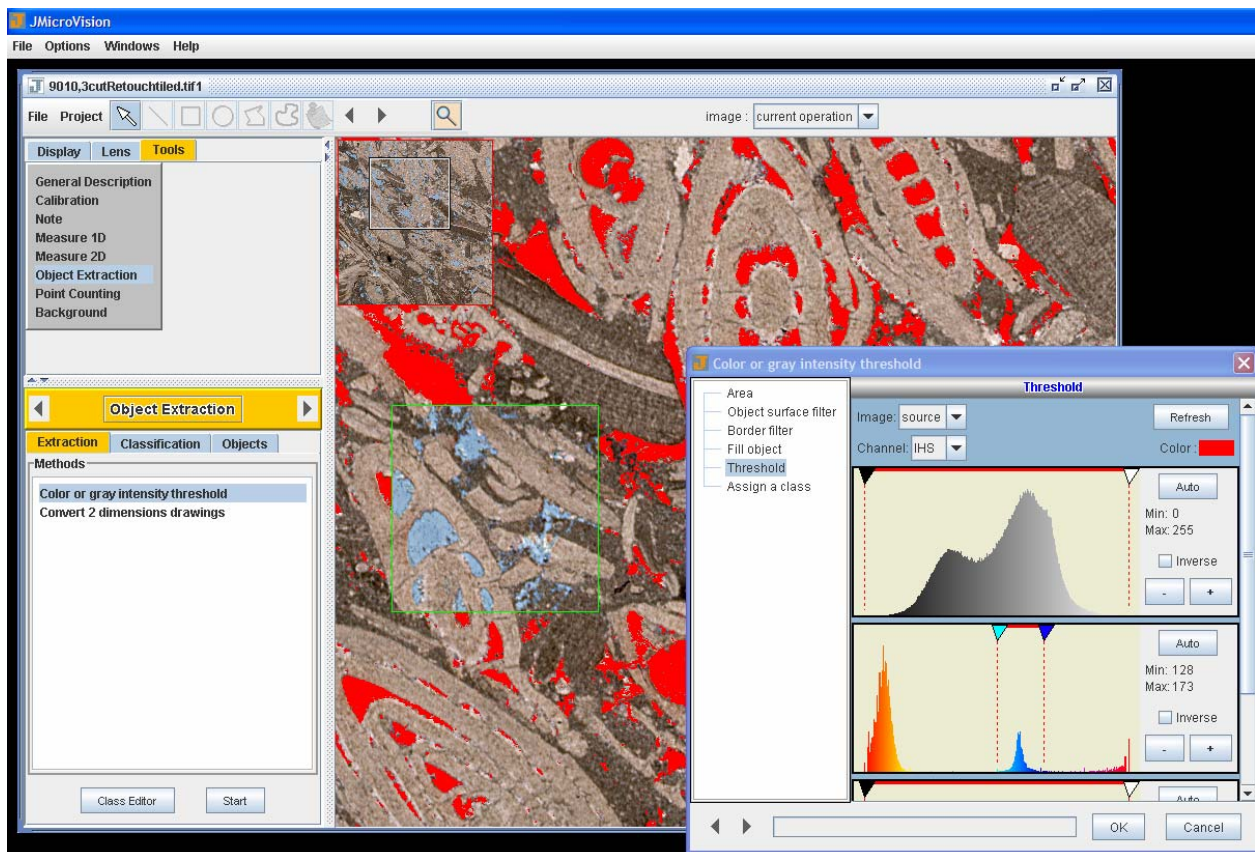 JMicroVision
File Options Windows Help
9010,3cutRetouchtiled.tif1
File Project
image : current operation
Display Lens Tools
General Description
Calibration
Note
Measure 1D
Measure 2D
Object Extraction
Point Counting
Background
Object Extraction
Extraction Classification Objects
Methods
Color or gray intensity threshold
Convert 2 dimensions drawings
Class Editor Start
Color or gray intensity threshold
Area
Object surface filter
Border filter
Fill object
Threshold
Assign a class
Threshold
Image: source Refresh
Channel: IHS Color:
Auto
Min: 0
Max: 255
Inverse
- +
Auto
Min: 128
Max: 173
Inverse
- +
Auto
OK Cancel